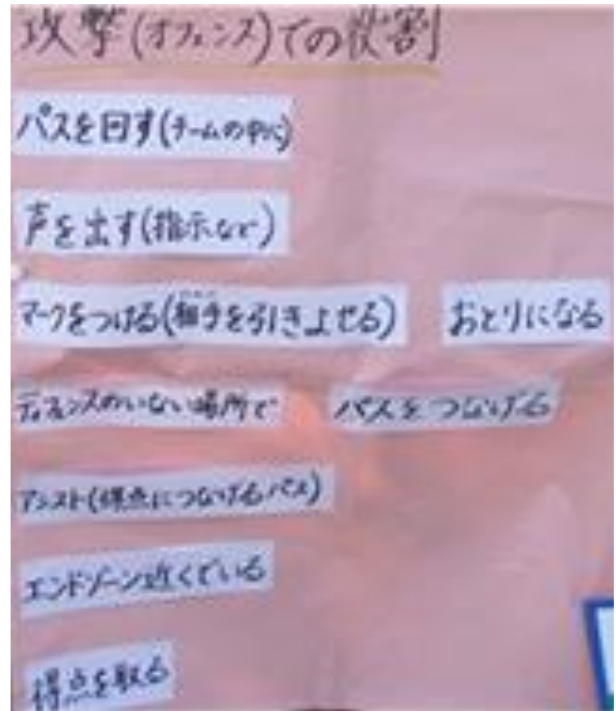 攻撃(オフェンス)での役割
パスを回す(チームの中に)
声を出す(指示など)
マークをつける(相手を引きよせる) おとりになる
ディフェンスのいない場所で パスをつなげる
アシスト(得点につなげるパス)
エンドゾーン近くでいる
得点を取る